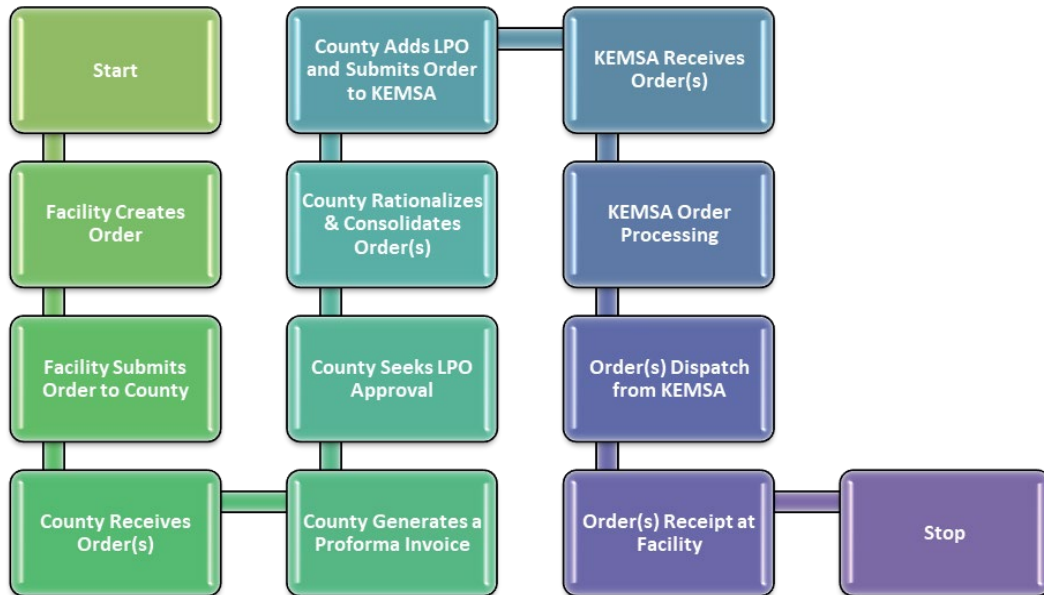 Start
Facility Creates
Order
Facility Submits
Order to County
County Receives
Order(s)
County Generates a
Proforma Invoice
County Seeks LPO
Approval
County Rationalizes
& Consolidates
Order(s)
County Adds LPO
and Submits Order
to KEMSA
KEMSA Receives
Order(s)
KEMSA Order
Processing
Order(s) Dispatch
from KEMSA
Order(s) Receipt at
Facility
Stop